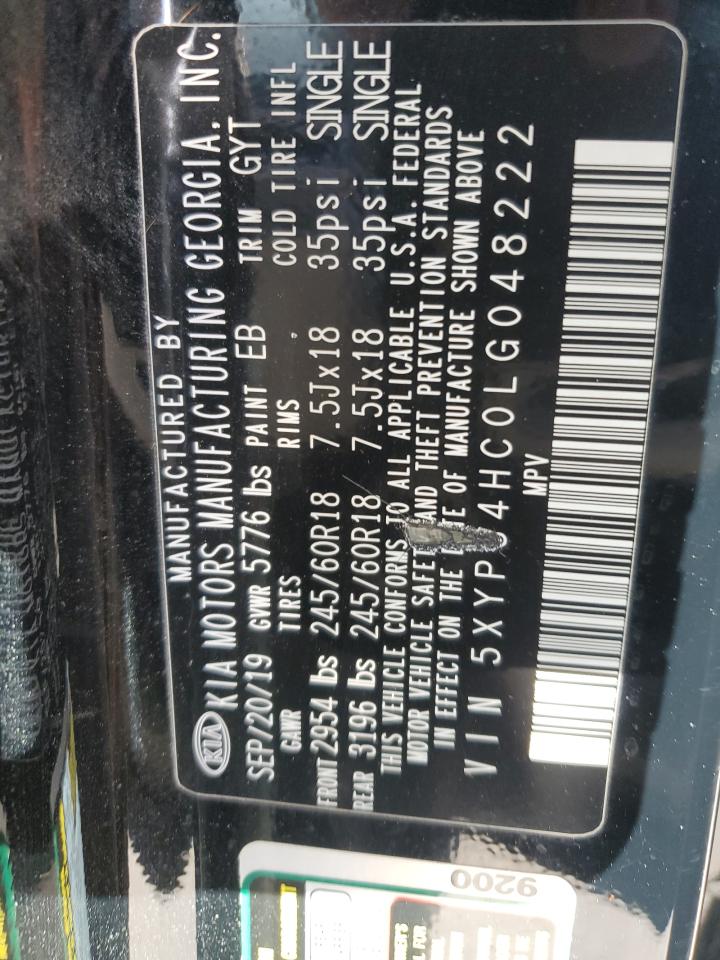 MANUFACTURED BY
KIA KIA MOTORS MANUFACTURING GEORGIA, INC.
SEP/20/19 GVWR 5776 lbs PAINT EB TRIM GYT
GAWR TIRES RIMS COLD TIRE INFL
FRONT 2954 lbs 245/60R18 7.5Jx18 35psi SINGLE
REAR 3196 lbs 245/60R18 7.5Jx18 35psi SINGLE
THIS VEHICLE CONFORMS TO ALL APPLICABLE U.S.A. FEDERAL
MOTOR VEHICLE SAFE AND THEFT PREVENTION STANDARDS
IN EFFECT ON THE TE OF MANUFACTURE SHOWN ABOVE
VIN 5XYP 4HC0LG048222
MPV
9200